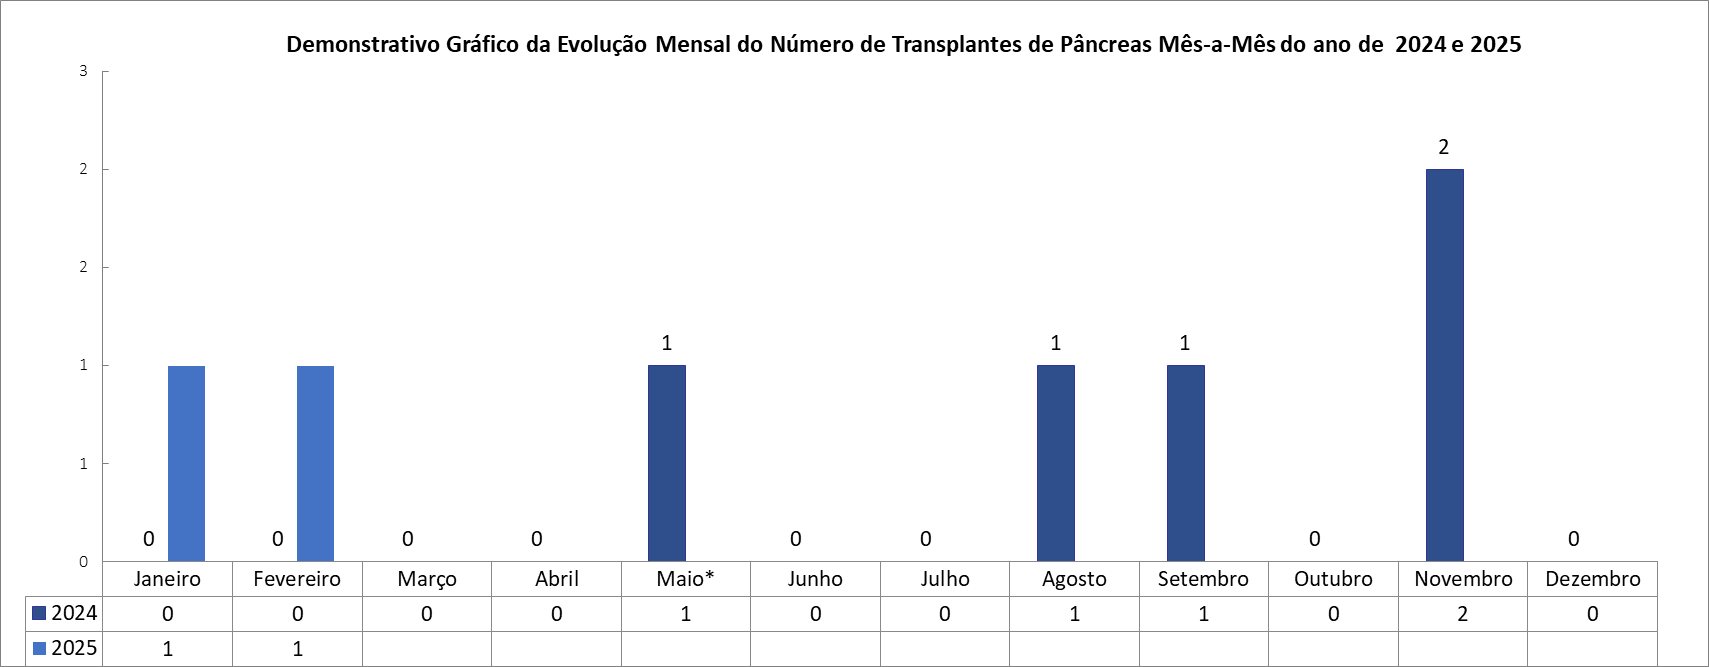 Demonstrativo Gráfico da Evolução Mensal do Número de Transplantes de Pâncreas Mês-a-Mês do ano de 2024 e 2025
3
2
2
1
1
0
0 0 0 0 1 0 0 1 1 0 2 0
Janeiro Fevereiro Março Abril Maio* Junho Julho Agosto Setembro Outubro Novembro Dezembro
2024 0 0 0 0 1 0 0 1 1 0 2 0
2025 1 1